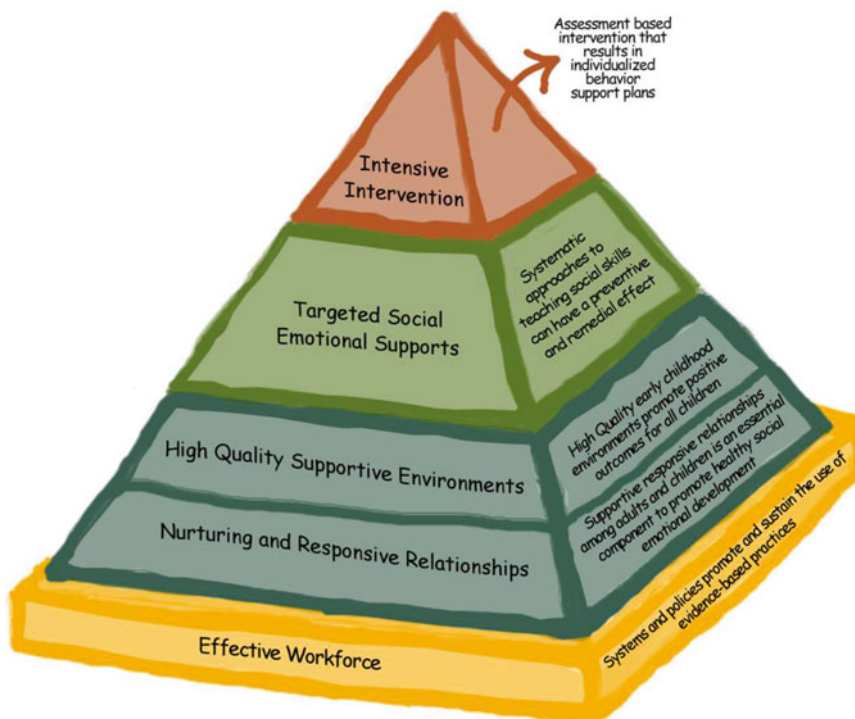 Assessment based
intervention that
results in
individualized
behavior
support plans
Intensive
Intervention
Systematic
approaches to
teaching social skills
can have a preventive
and remedial effect
Targeted Social
Emotional Supports
High Quality early childhood
environments promote positive
outcomes for all children
High Quality Supportive Environments
Supportive responsive relationships
among adults and children is an essential
component to promote healthy social
emotional development
Nurturing and Responsive Relationships
Systems and policies promote and sustain the use of
evidence-based practices
Effective Workforce